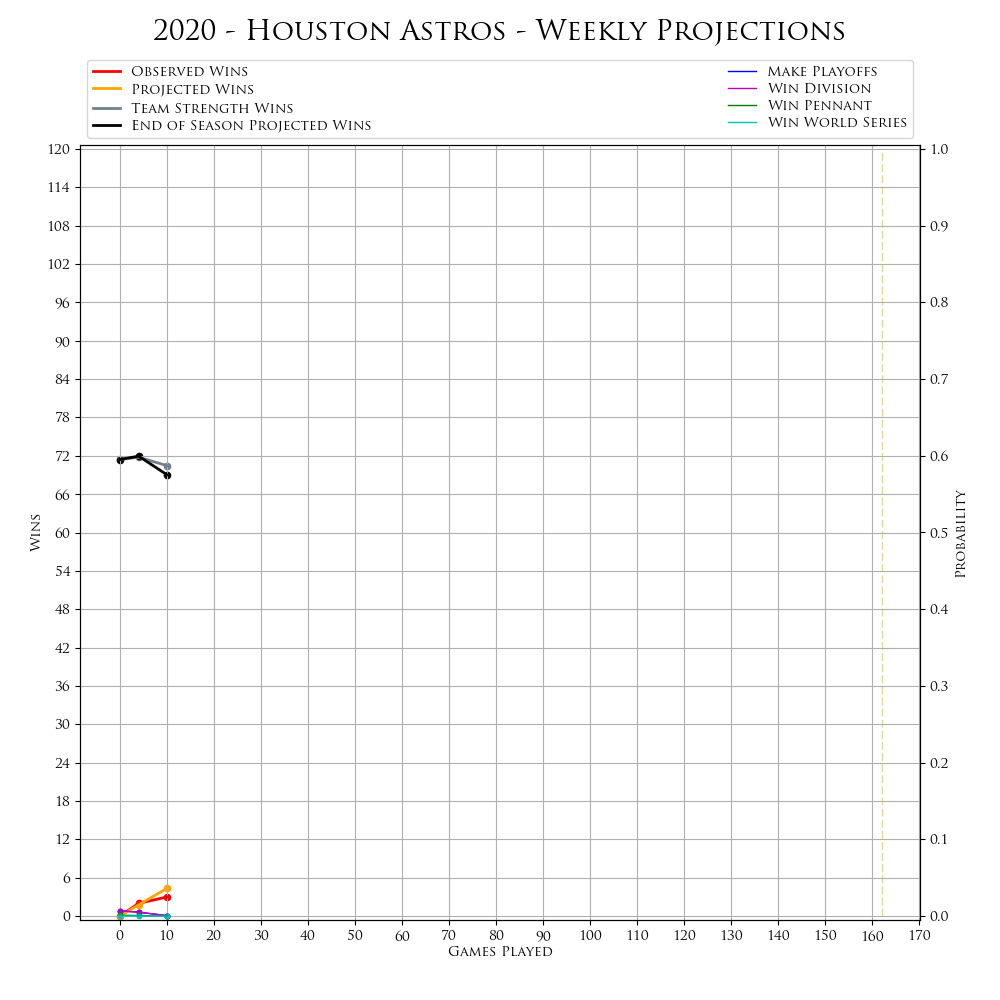 2020 - Houston Astros - Weekly Projections
Observed Wins
Projected Wins
Team Strength Wins
End of Season Projected Wins
Make Playoffs
Win Division
Win Pennant
Win World Series
120
114
108
102
96
90
84
78
72
66
60
54
48
42
36
30
24
18
12
6
0
Wins
1.0
0.9
0.8
0.7
0.6
0.5
0.4
0.3
0.2
0.1
0.0
Probability
0 10 20 30 40 50 60 70 80 90 100 110 120 130 140 150 160 170
Games Played